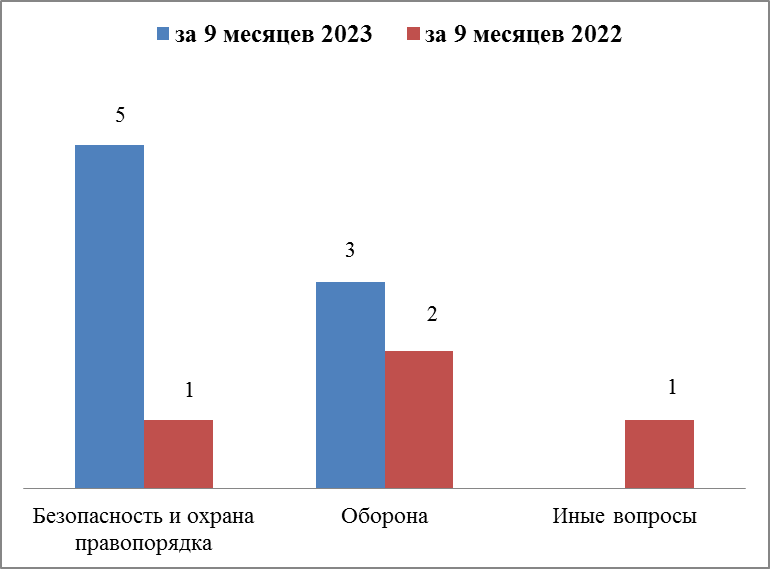 за 9 месяцев 2023 за 9 месяцев 2022
5
3
2
1
1
Безопасность и охрана
правопорядка
Оборона
Иные вопросы